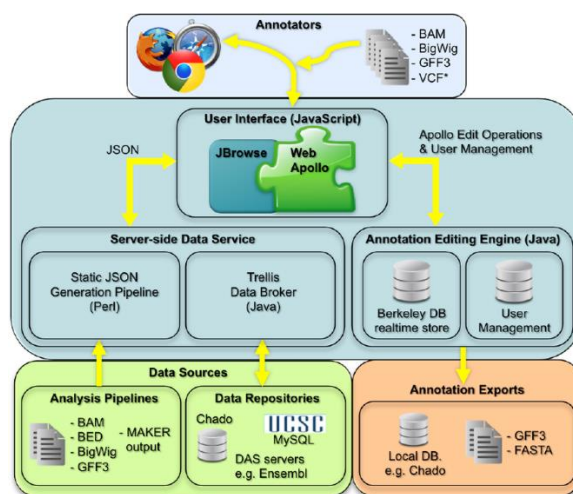 Annotators
- BAM
- BigWig
- GFF3
- VCF*
User Interface (JavaScript)
JBrowse
Web
Apollo
JSON
Apollo Edit Operations
& User Management
Server-side Data Service
Static JSON
Generation Pipeline
(Perl)
Trellis
Data Broker
(Java)
Annotation Editing Engine (Java)
Berkeley DB
realtime store
User
Management
Data Sources
Analysis Pipelines
- BAM
- BED
- BigWig
- GFF3
- MAKER
output
Data Repositories
Chado
UCSC
MySQL
DAS servers
e.g. Ensembl
Annotation Exports
Local DB.
e.g. Chado
- GFF3
- FASTA